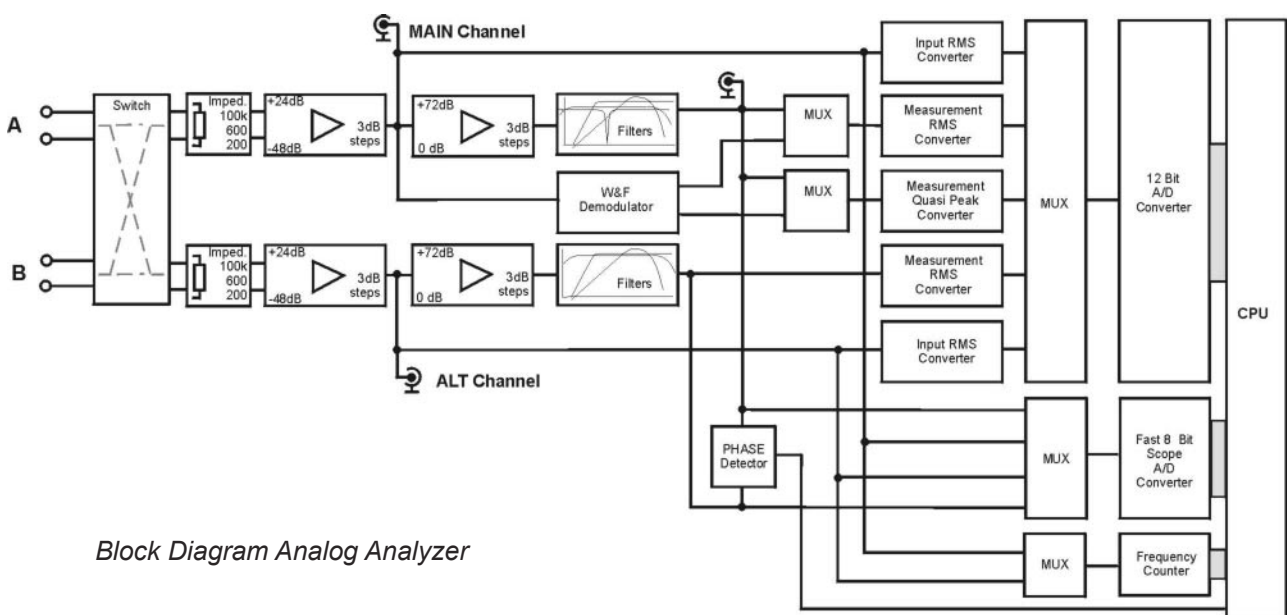 MAIN Channel
A
Switch
Imped.
100k
600
200
+24dB
-48dB
3dB
steps
+72dB
0 dB
3dB
steps
Filters
MUX
Input RMS
Converter
Measurement
RMS
Converter
W&F
Demodulator
MUX
Measurement
Quasi Peak
Converter
MUX
12 Bit
A/D
Converter
CPU
B
Imped.
100k
600
200
+24dB
-48dB
3dB
steps
+72dB
0 dB
3dB
steps
Filters
Measurement
RMS
Converter
Input RMS
Converter
ALT Channel
PHASE
Detector
MUX
Fast 8 Bit
Scope
A/D
Converter
MUX
Frequency
Counter
Block Diagram Analog Analyzer